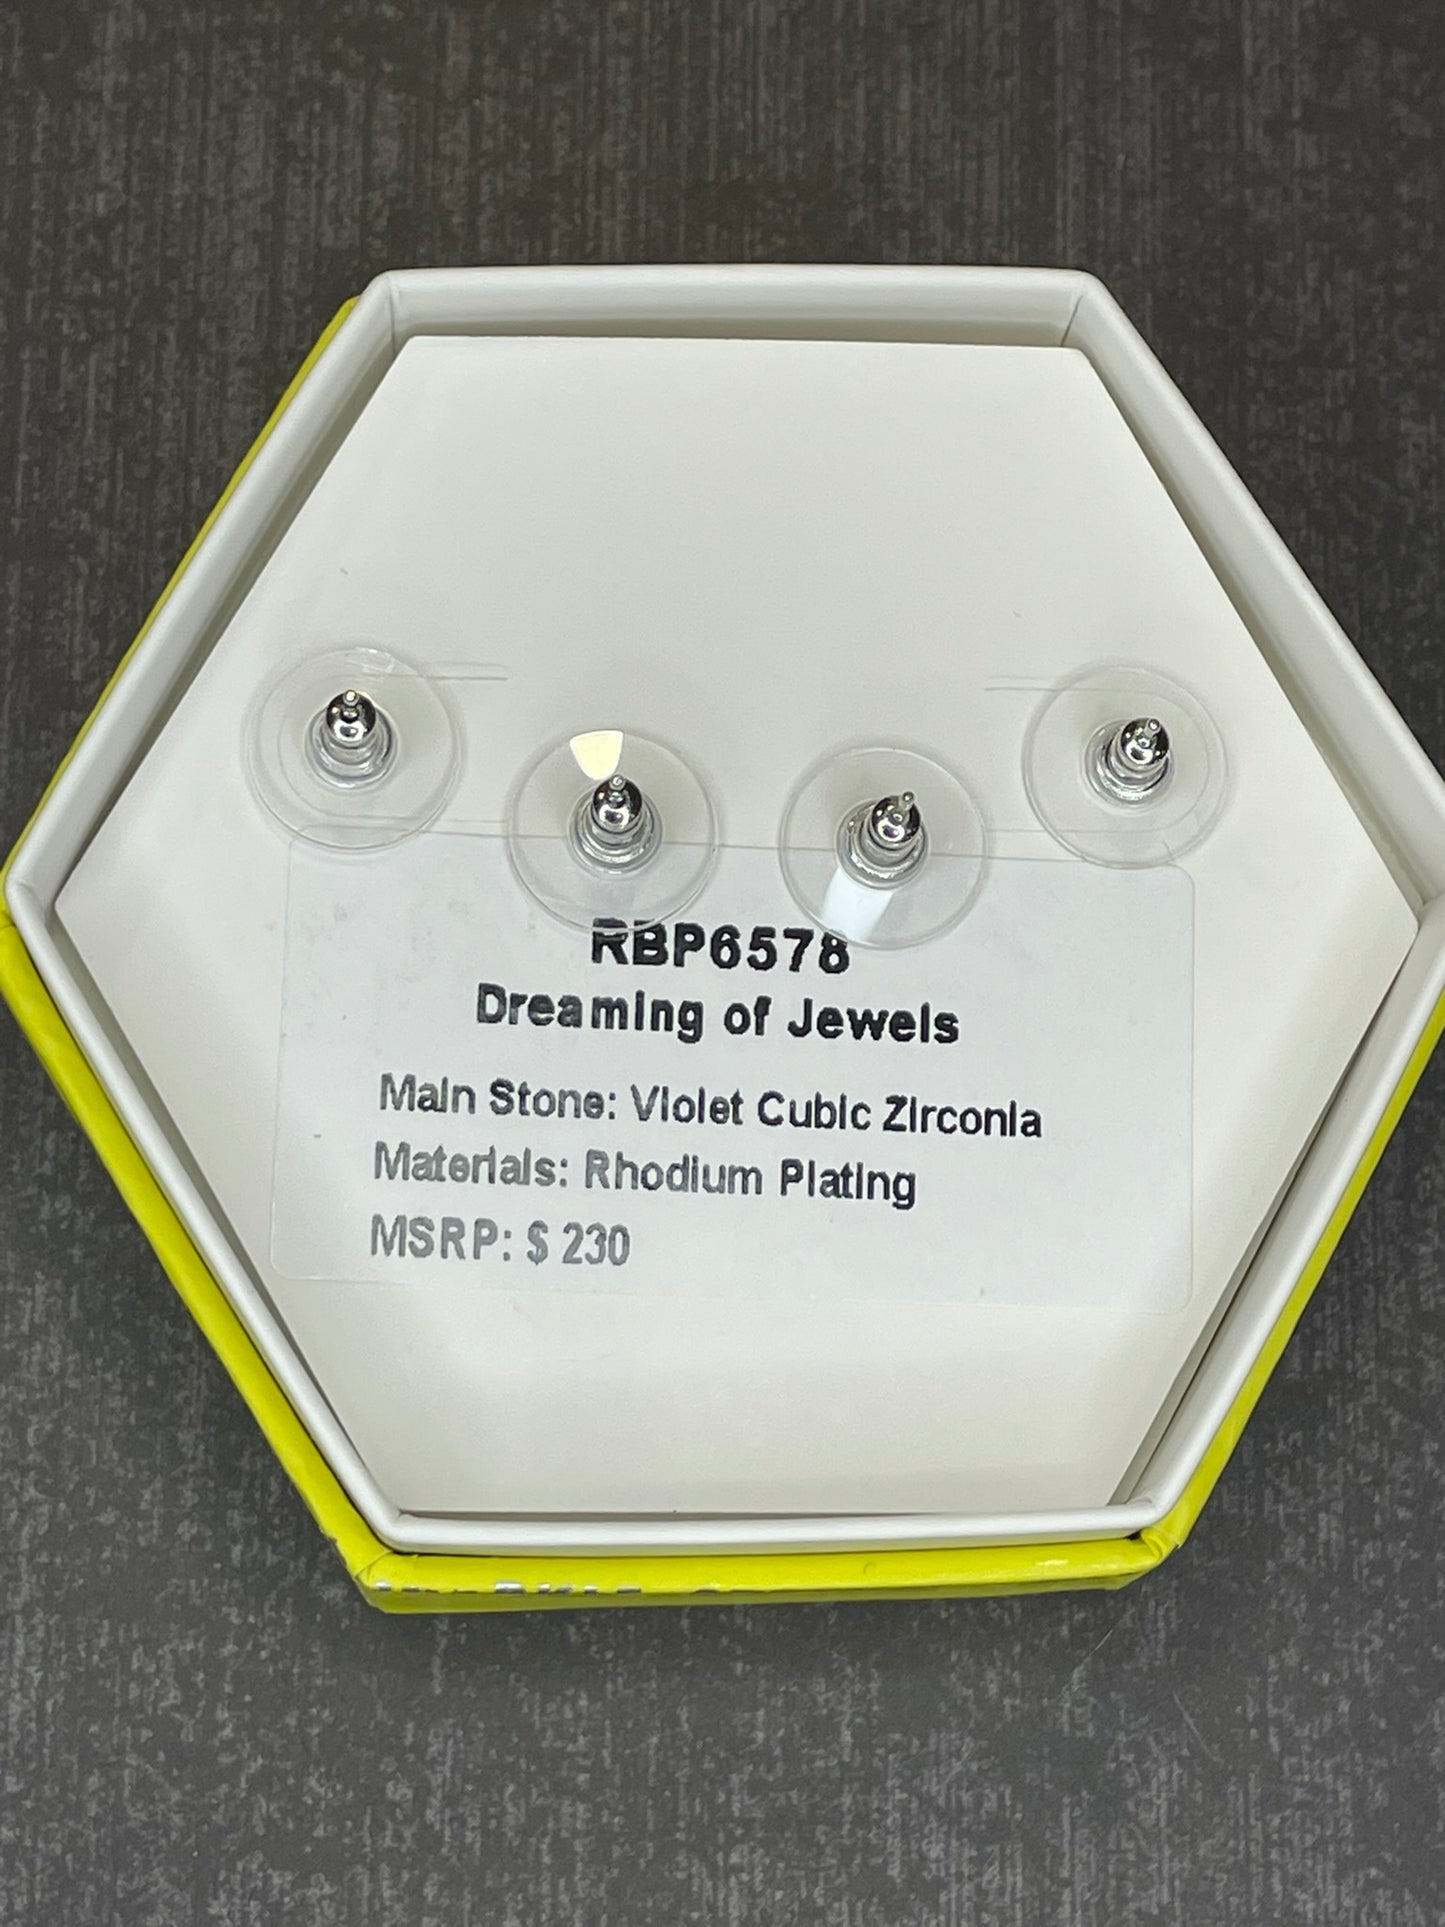 RBP6578
Dreaming of Jewels
Main Stone: Violet Cubic Zirconia
Materials: Rhodium Plating
MSRP: $ 230